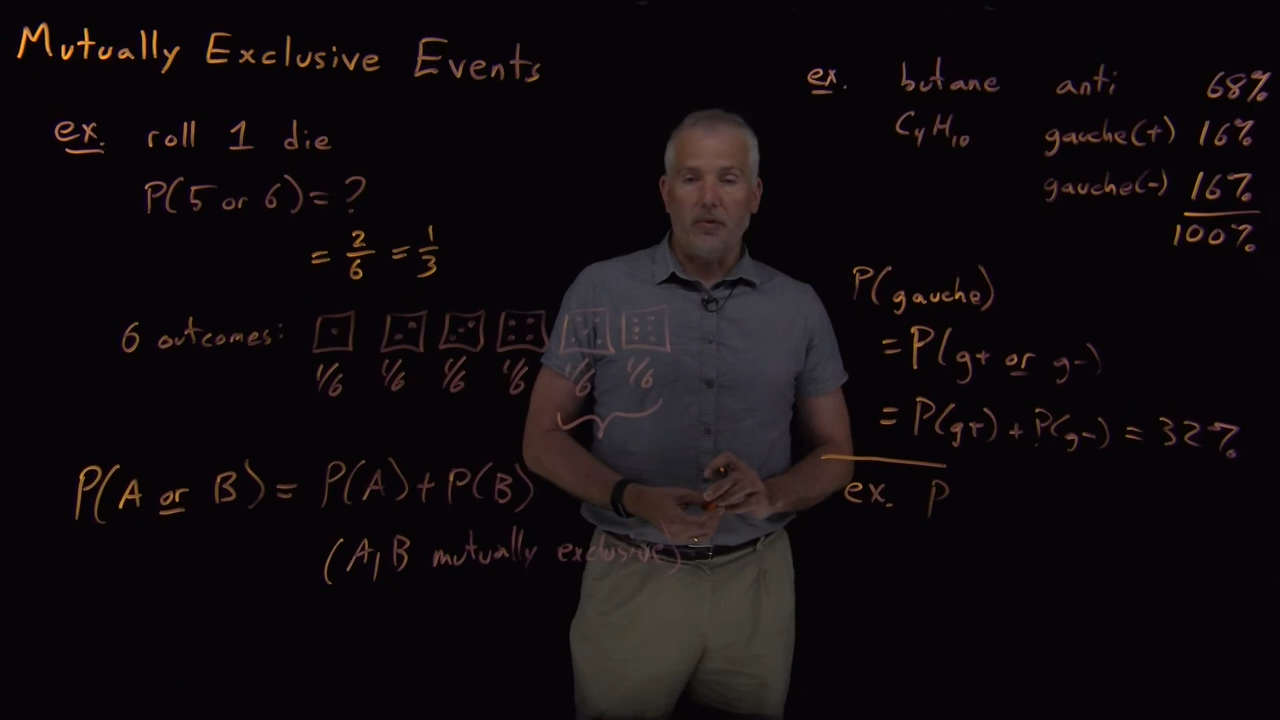 Mutually Exclusive Events
ex. roll 1 die
P(5 or 6) = ?
= 2/6 = 1/3
6 outcomes:
1/6 1/6 1/6 1/6 1/6 1/6
P(A or B) = P(A) + P(B)
(A, B mutually exclusive)
ex. butane anti 68%
C4H10 gauche(+) 16%
gauche(-) 16%
100%
P(gauche)
= P(g+ or g-)
= P(g+) + P(g-) = 32%
ex. P